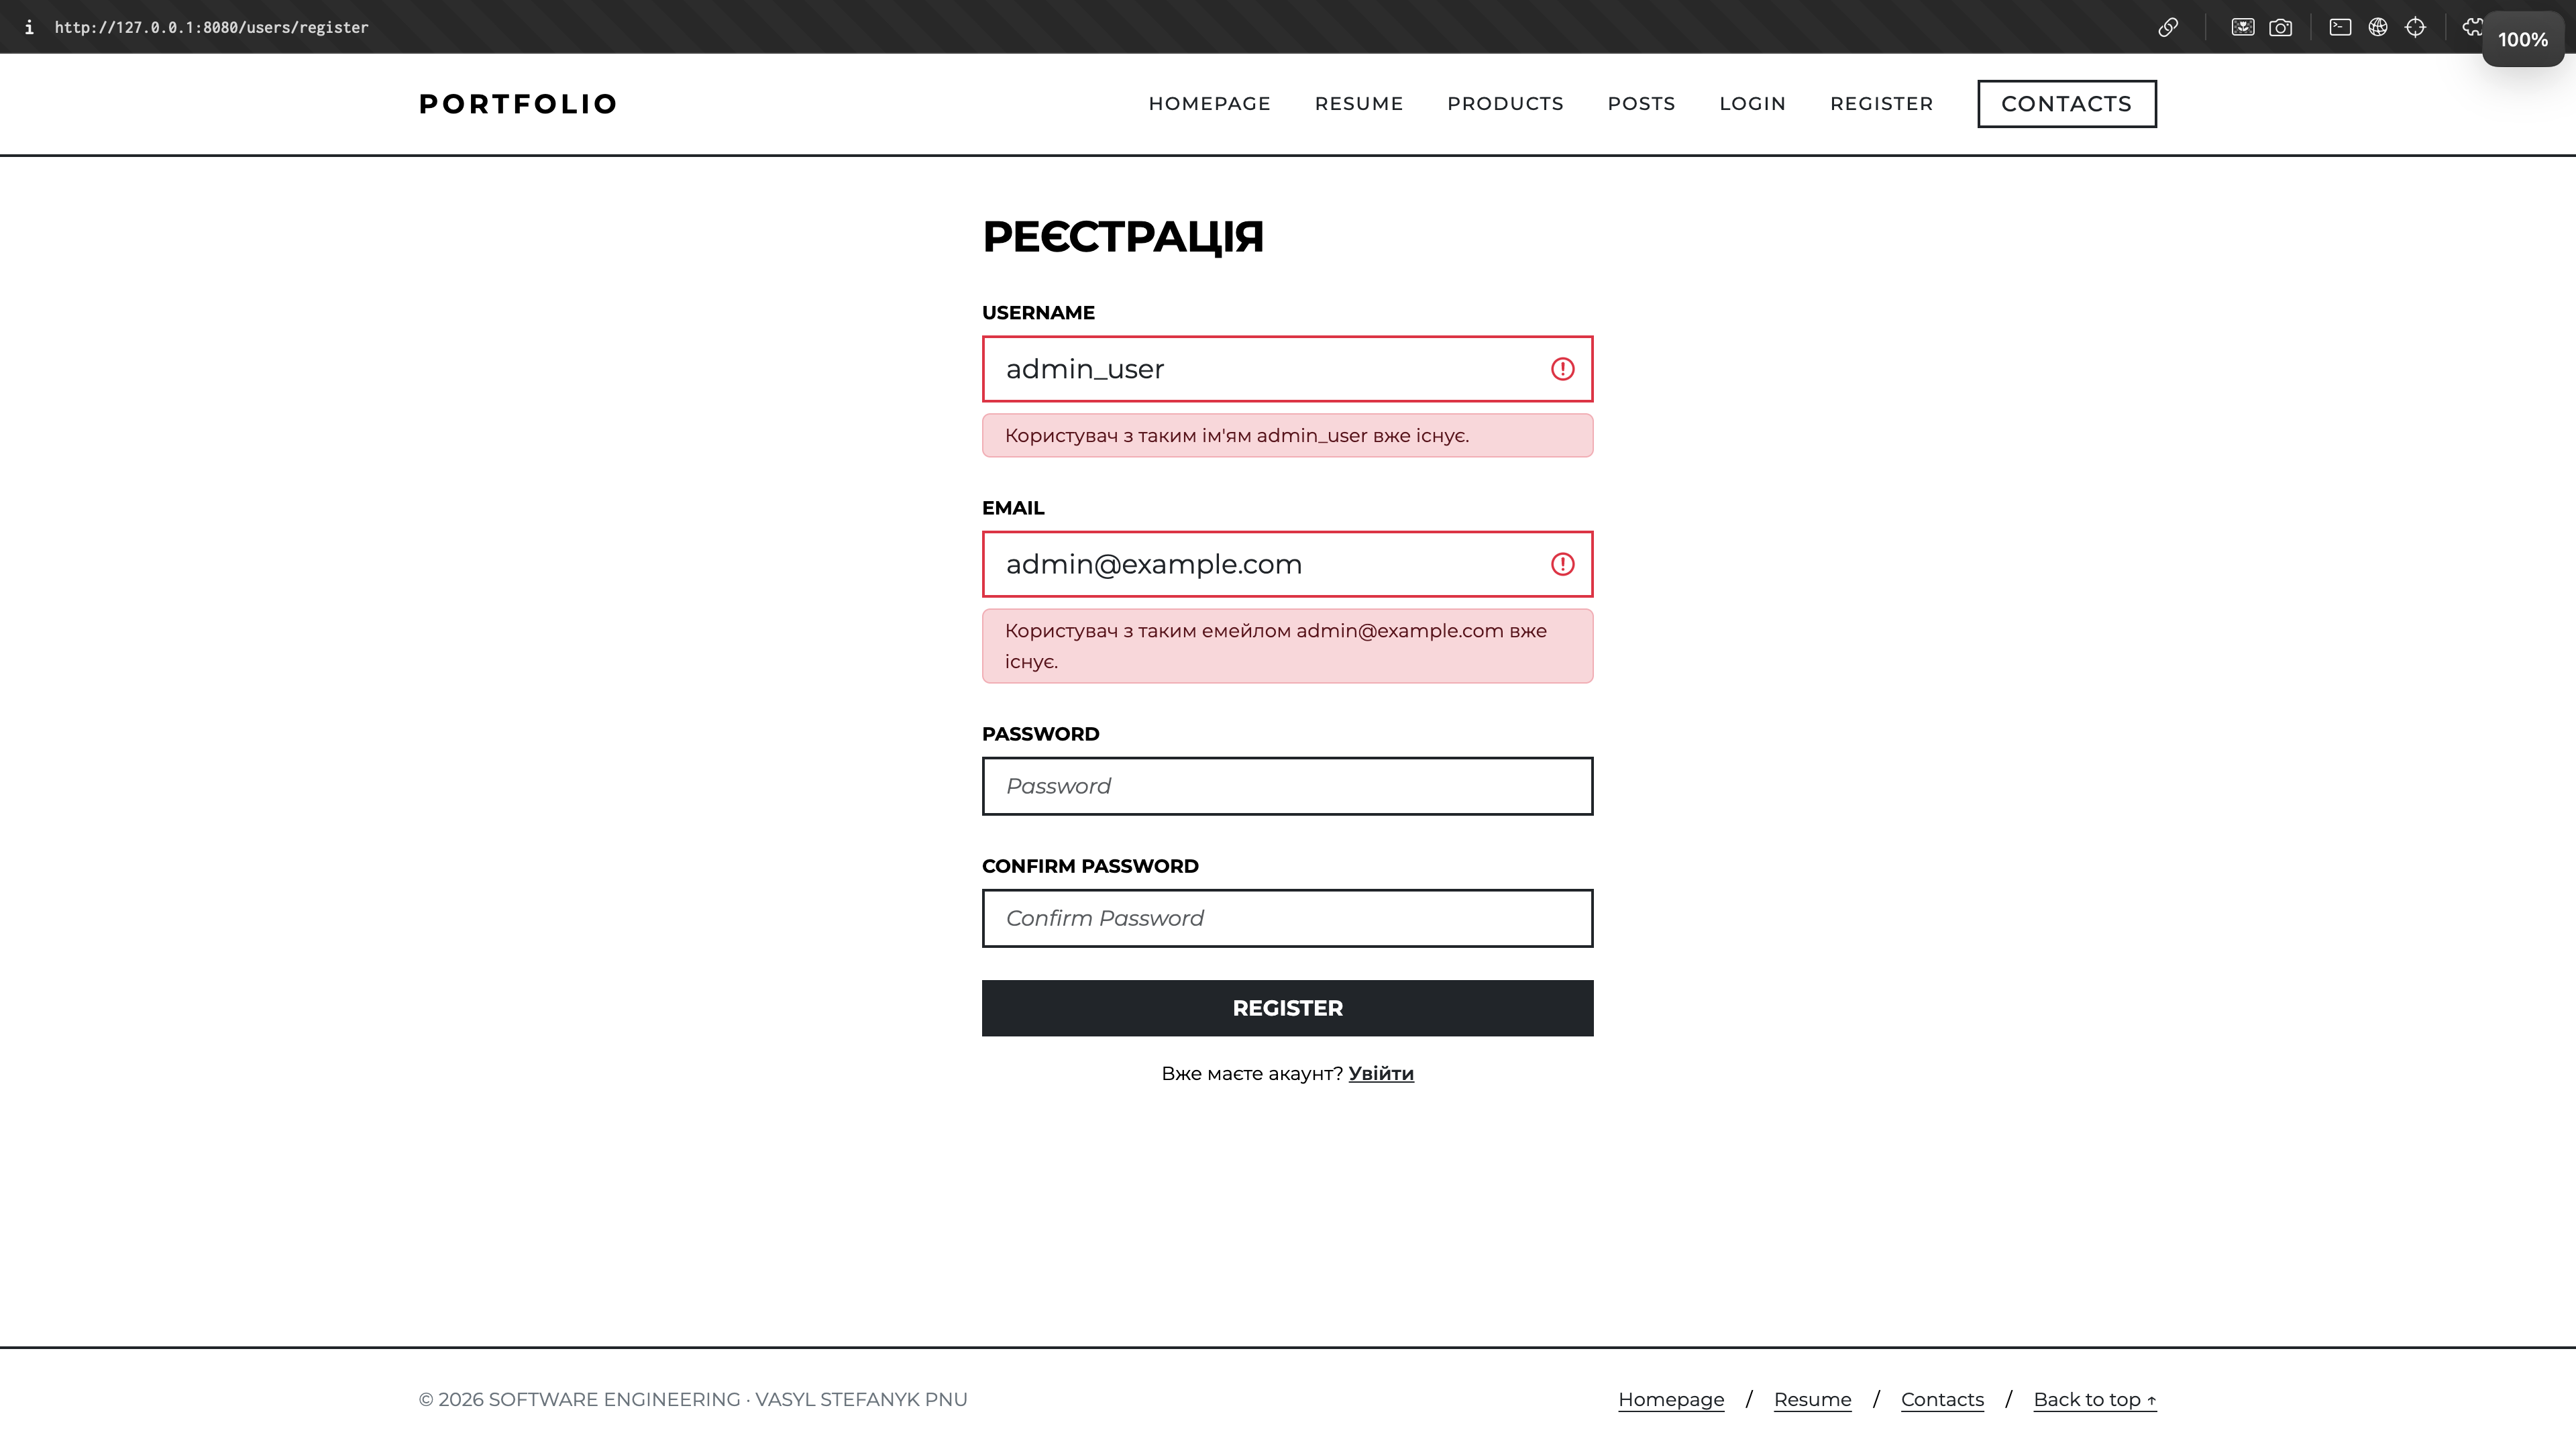 i http://127.0.0.1:8080/users/register
100%
PORTFOLIO
HOMEPAGE RESUME PRODUCTS POSTS LOGIN REGISTER CONTACTS
РЕЄСТРАЦІЯ
USERNAME
admin_user
Користувач з таким ім'ям admin_user вже існує.
EMAIL
admin@example.com
Користувач з таким емейлом admin@example.com вже
існує.
PASSWORD
Password
CONFIRM PASSWORD
Confirm Password
REGISTER
Вже маєте акаунт? Увійти
© 2026 SOFTWARE ENGINEERING · VASYL STEFANYK PNU
Homepage / Resume / Contacts / Back to top ↑